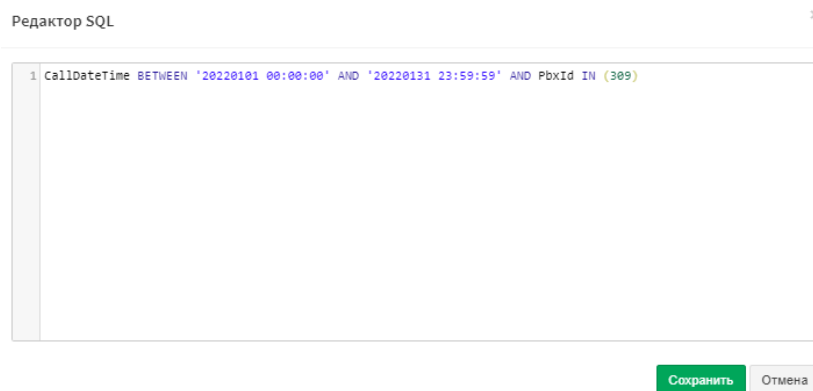 Редактор SQL
1 CallDateTime BETWEEN '20220101 00:00:00' AND '20220131 23:59:59' AND PbxId IN (309)
Сохранить Отмена